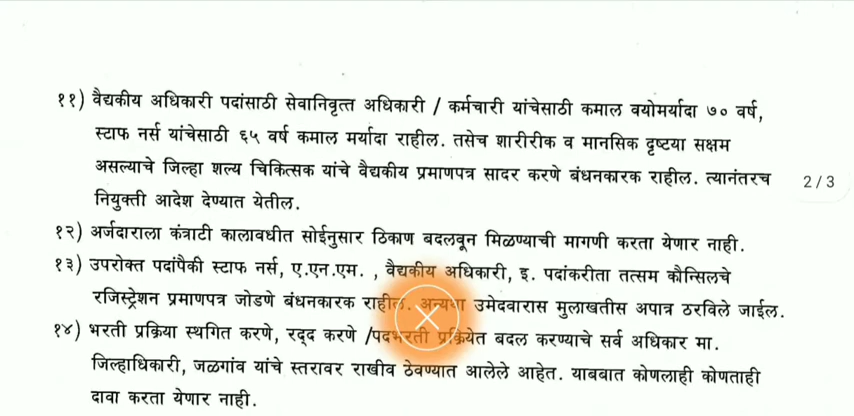 ११) वैद्यकीय अधिकारी पदांसाठी सेवानिवृत्त अधिकारी / कर्मचारी यांचेसाठी कमाल वयोमर्यादा ७० वर्ष,
स्टाफ नर्स यांचेसाठी ६५ वर्ष कमाल मर्यादा राहील. तसेच शारीरीक व मानसिक दृष्टया सक्षम
असल्याचे जिल्हा शल्य चिकित्सक यांचे वैद्यकीय प्रमाणपत्र सादर करणे बंधनकारक राहील. त्यानंतरच
2/3
नियुक्ती आदेश देण्यात येतील.
१२) अर्जदाराला कंत्राटी कालावधीत सोईनुसार ठिकाण बदलवून मिळण्याची मागणी करता येणार नाही.
१३) उपरोक्त पदांपैकी स्टाफ नर्स, ए.एन.एम. , वैद्यकीय अधिकारी, इ. पदांकरीता तत्सम कौन्सिलचे
रजिस्ट्रेशन प्रमाणपत्र जोडणे बंधनकारक राहील. अन्यथा उमेदवारास मुलाखतीस अपात्र ठरविले जाईल.
१४) भरती प्रक्रिया स्थगित करणे, रद्द करणे /पदभरती प्रक्रियेत बदल करण्याचे सर्व अधिकार मा.
जिल्हाधिकारी, जळगांव यांचे स्तरावर राखीव ठेवण्यात आलेले आहेत. याबबात कोणलाही कोणताही
दावा करता येणार नाही.